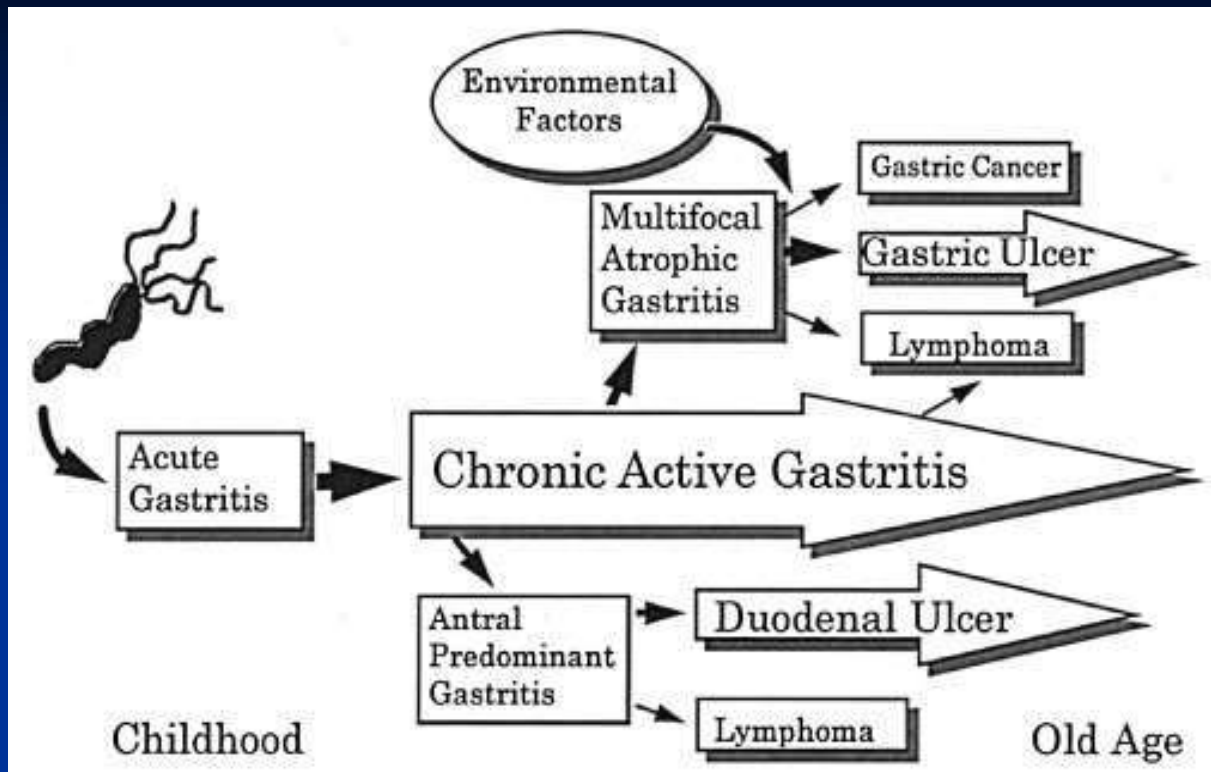 Environmental
Factors
Gastric Cancer
Multifocal
Atrophic
Gastritis
Gastric Ulcer
Lymphoma
Acute
Gastritis
Chronic Active Gastritis
Antral
Predominant
Gastritis
Duodenal Ulcer
Lymphoma
Childhood
Old Age